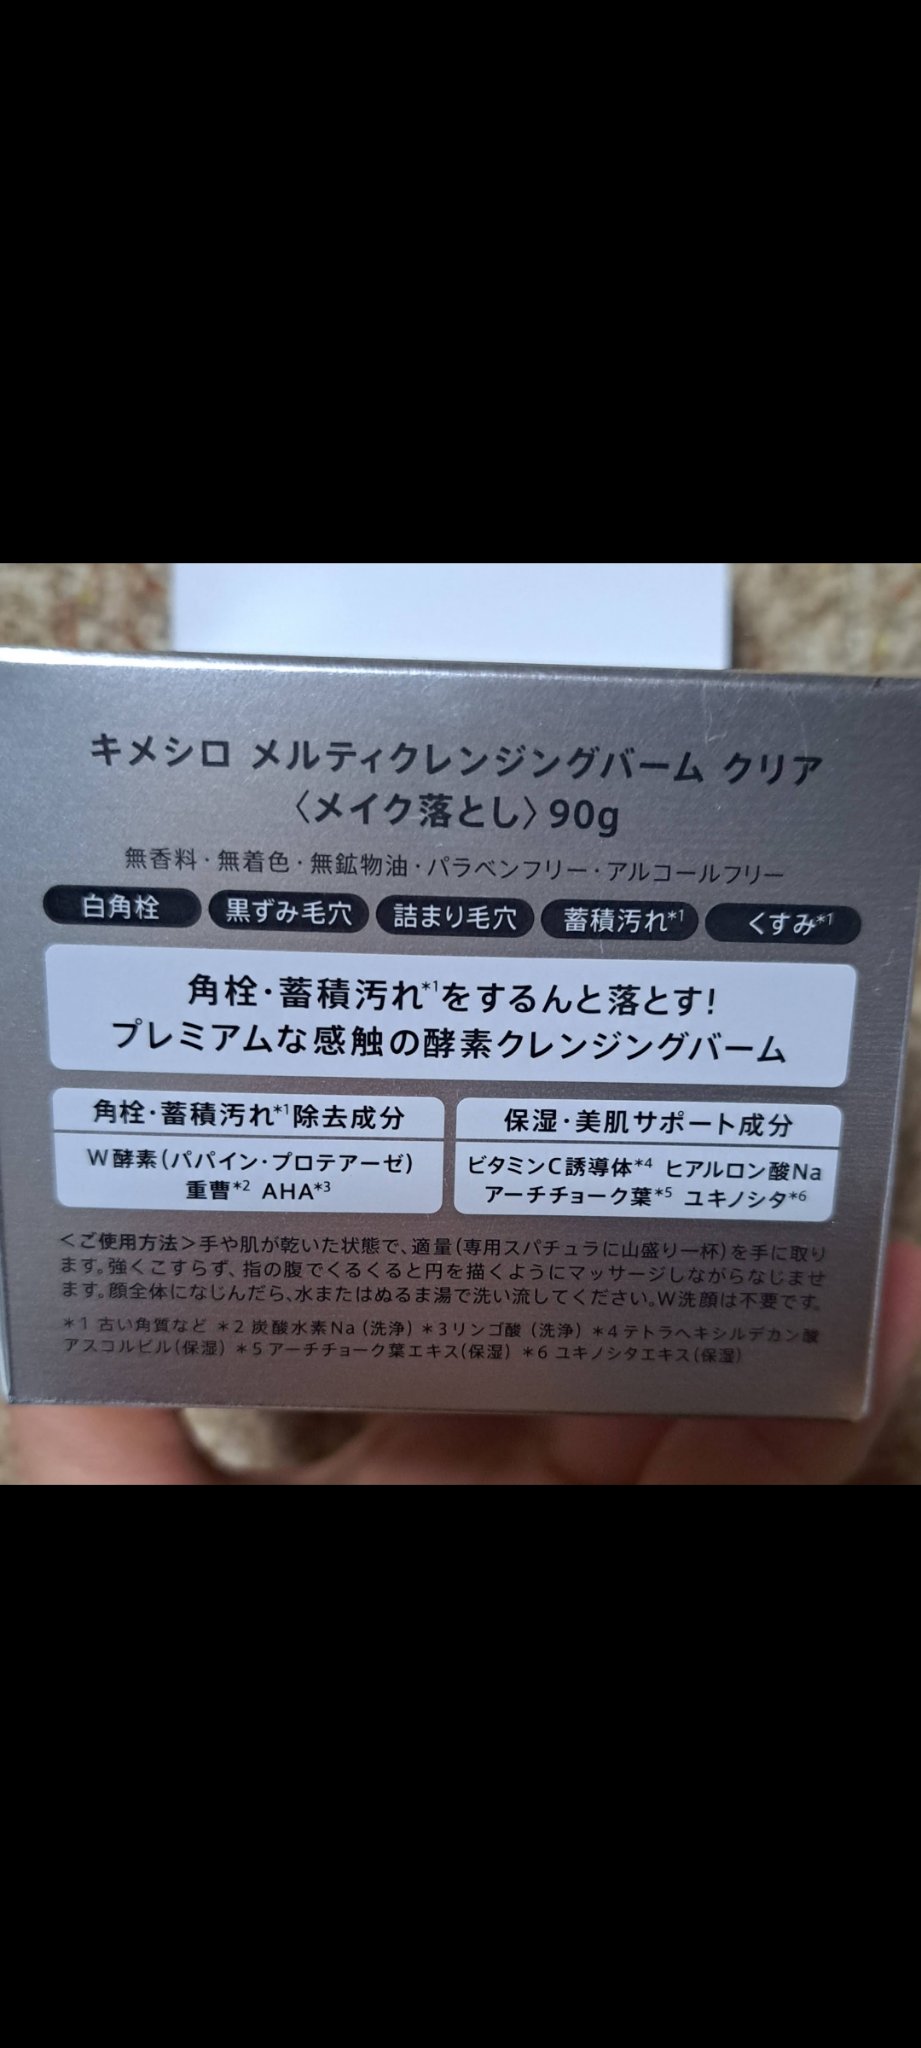 キメシロ メルティクレンジングバーム クリア
〈メイク落とし〉90g
無香料・無着色・無鉱物油・パラベンフリー・アルコールフリー
白角栓 黒ずみ毛穴 詰まり毛穴 蓄積汚れ*1 くすみ*1
角栓・蓄積汚れ*1をするんと落とす!
プレミアムな感触の酵素クレンジングバーム
角栓・蓄積汚れ*1除去成分
W酵素(パパイン・プロテアーゼ)
重曹*2 AHA*3
保湿・美肌サポート成分
ビタミンC誘導体*4 ヒアルロン酸Na
アーチチョーク葉*5 ユキノシタ*6
<ご使用方法>手や肌が乾いた状態で、適量(専用スパチュラに山盛り一杯)を手に取り
ます。強くこすらず、指の腹でくるくると円を描くようにマッサージしながらなじませ
ます。顔全体になじんだら、水またはぬるま湯で洗い流してください。W洗顔は不要です。
*1 古い角質など *2 炭酸水素Na(洗浄) *3 リンゴ酸(洗浄) *4 テトラヘキシルデカン酸
アスコルビル(保湿) *5 アーチチョーク葉エキス(保湿) *6 ユキノシタエキス(保湿)